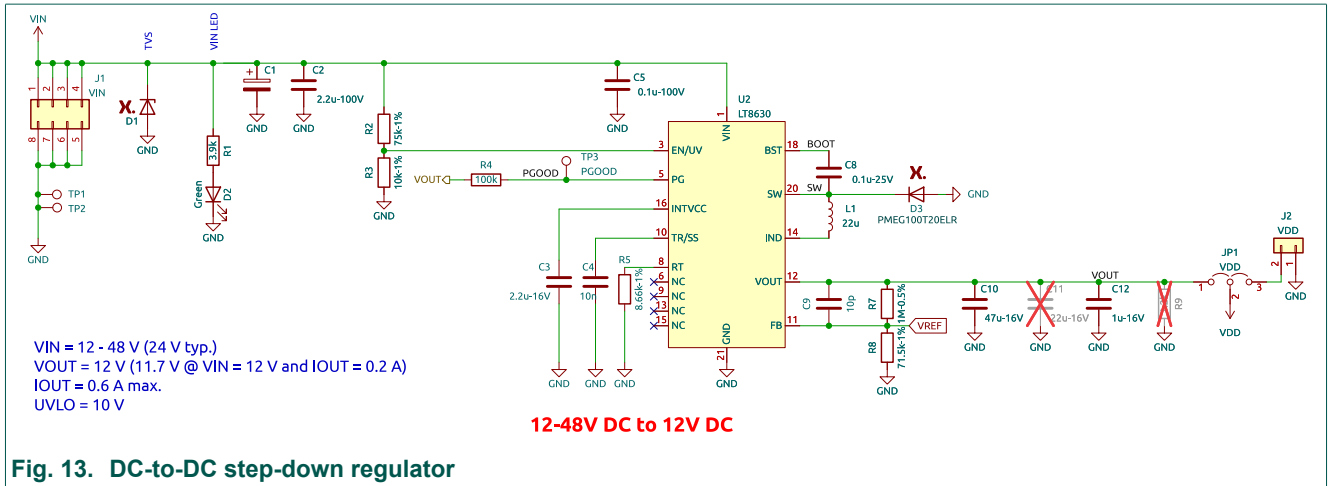 VIN
TVS
VIN LED
J1
VIN
1
2
3
4
8
7
6
5
TP1
TP2
GND
X.
D1
GND
3.9k
R1
Green
D2
GND
+
C1
GND
C2
2.2u-100V
GND
R2
75k-1%
R3
10k-1%
GND
C5
0.1u-100V
GND
U2
LT8630
1
VIN
3
EN/UV
5
PG
16
INTVCC
10
TR/SS
8
RT
6
NC
9
NC
13
NC
15
NC
BST
18
BOOT
SW
20
SW
IND
14
VOUT
12
FB
11
GND
21
GND
VOUT
R4
100k
PGOOD
TP3
PGOOD
C3
2.2u-16V
GND
C4
10n
GND
R5
8.66k-1%
GND
C8
0.1u-25V
L1
22u
X.
D3
PMEG100T20ELR
GND
C9
10p
R7
1M-0.5%
R8
71.5k-1%
GND
VREF
C10
47u-16V
GND
22u-16V
GND
VOUT
C12
1u-16V
GND
R9
GND
JP1
VDD
1
2
3
VDD
J2
VDD
2
1
GND
VIN = 12 - 48 V (24 V typ.)
VOUT = 12 V (11.7 V @ VIN = 12 V and IOUT = 0.2 A)
IOUT = 0.6 A max.
UVLO = 10 V
12-48V DC to 12V DC
Fig. 13. DC-to-DC step-down regulator